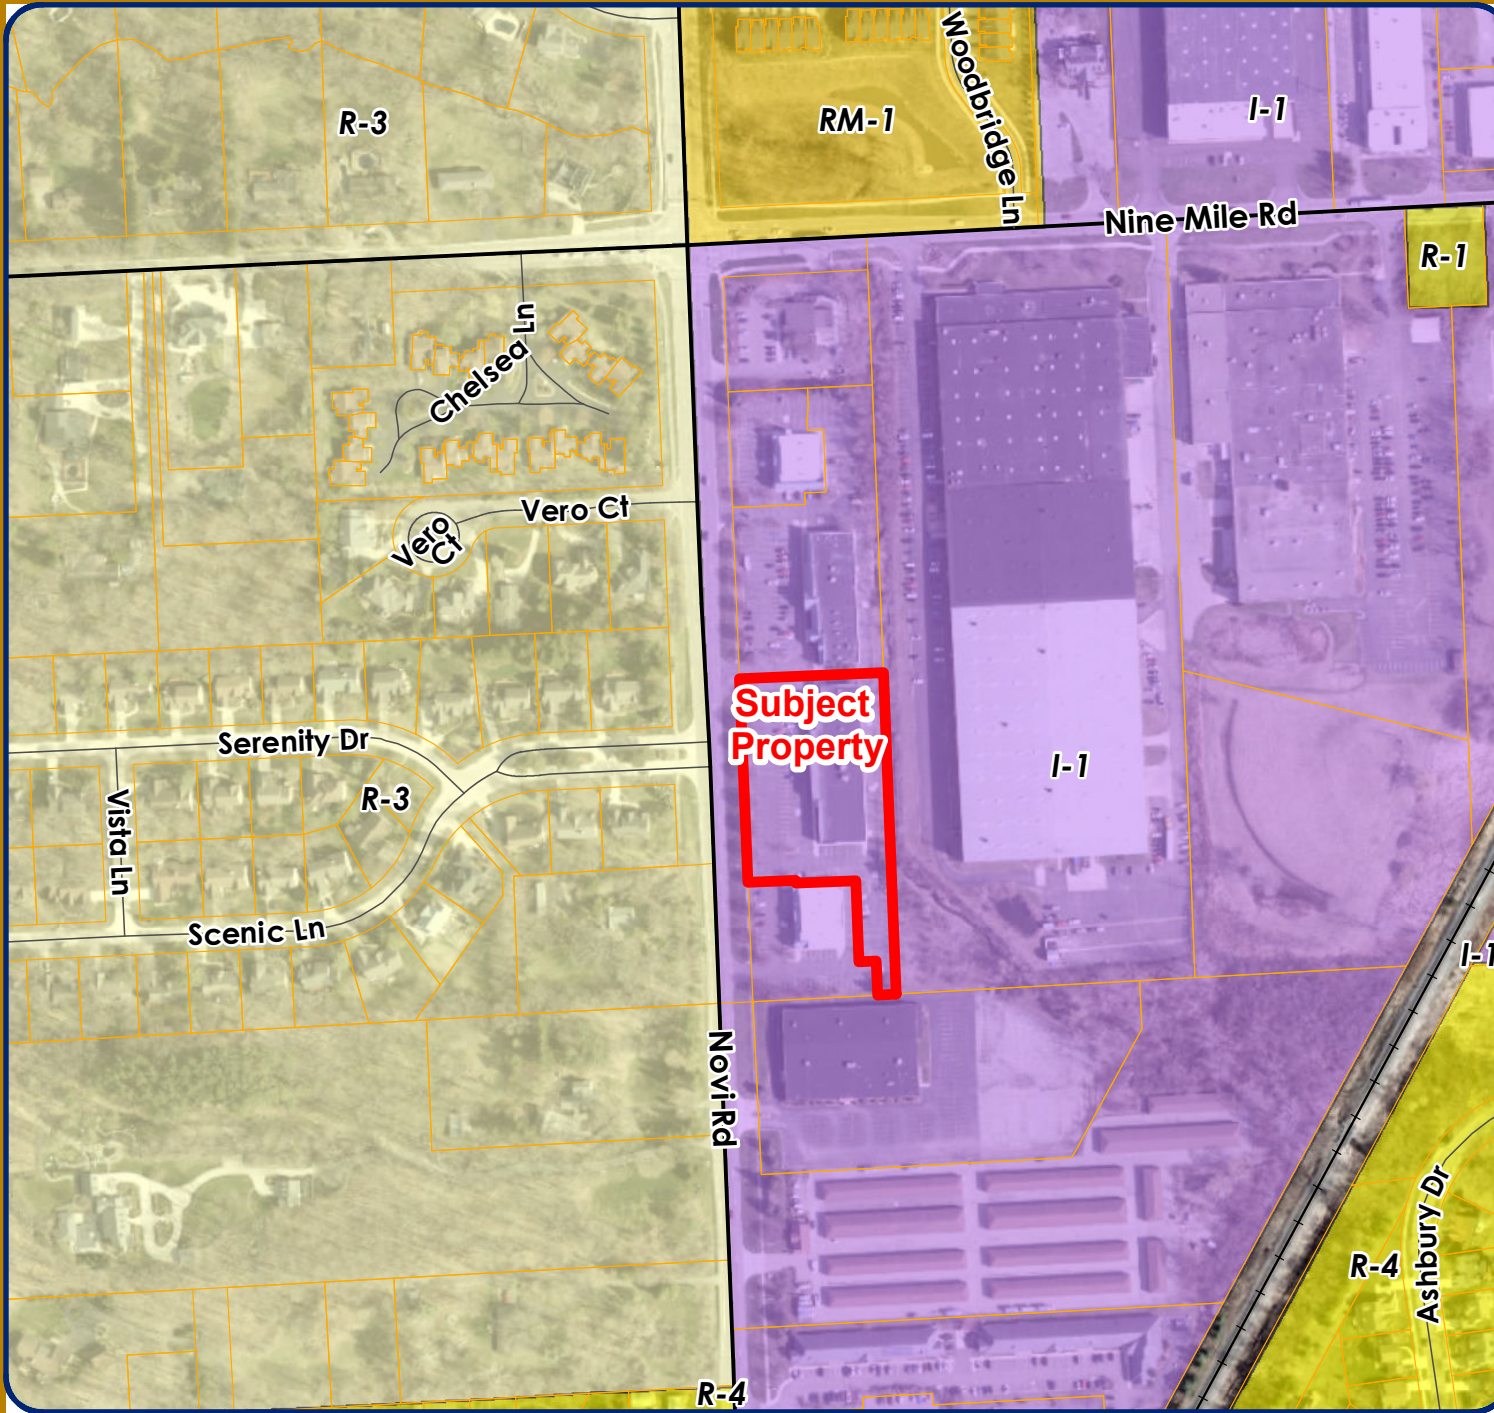 R-3
RM-1
Woodbridge Ln
I-1
Nine Mile Rd
R-1
Chelsea Ln
Vero Ct
Vero
Ct
Subject
Property
Serenity Dr
Vista Ln
R-3
I-1
Scenic Ln
I-1
Novi Rd
Ashbury Dr
R-4
R-4